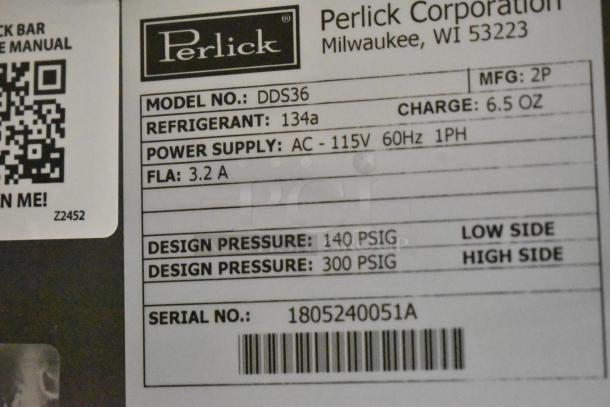 CK BAR
E MANUAL
N ME!
Z2452
Perlick®
Perlick Corporation
Milwaukee, WI 53223
MODEL NO.: DDS36 MFG: 2P
REFRIGERANT: 134a CHARGE: 6.5 OZ
POWER SUPPLY: AC - 115V 60Hz 1PH
FLA: 3.2 A
DESIGN PRESSURE: 140 PSIG LOW SIDE
DESIGN PRESSURE: 300 PSIG HIGH SIDE
SERIAL NO.: 1805240051A